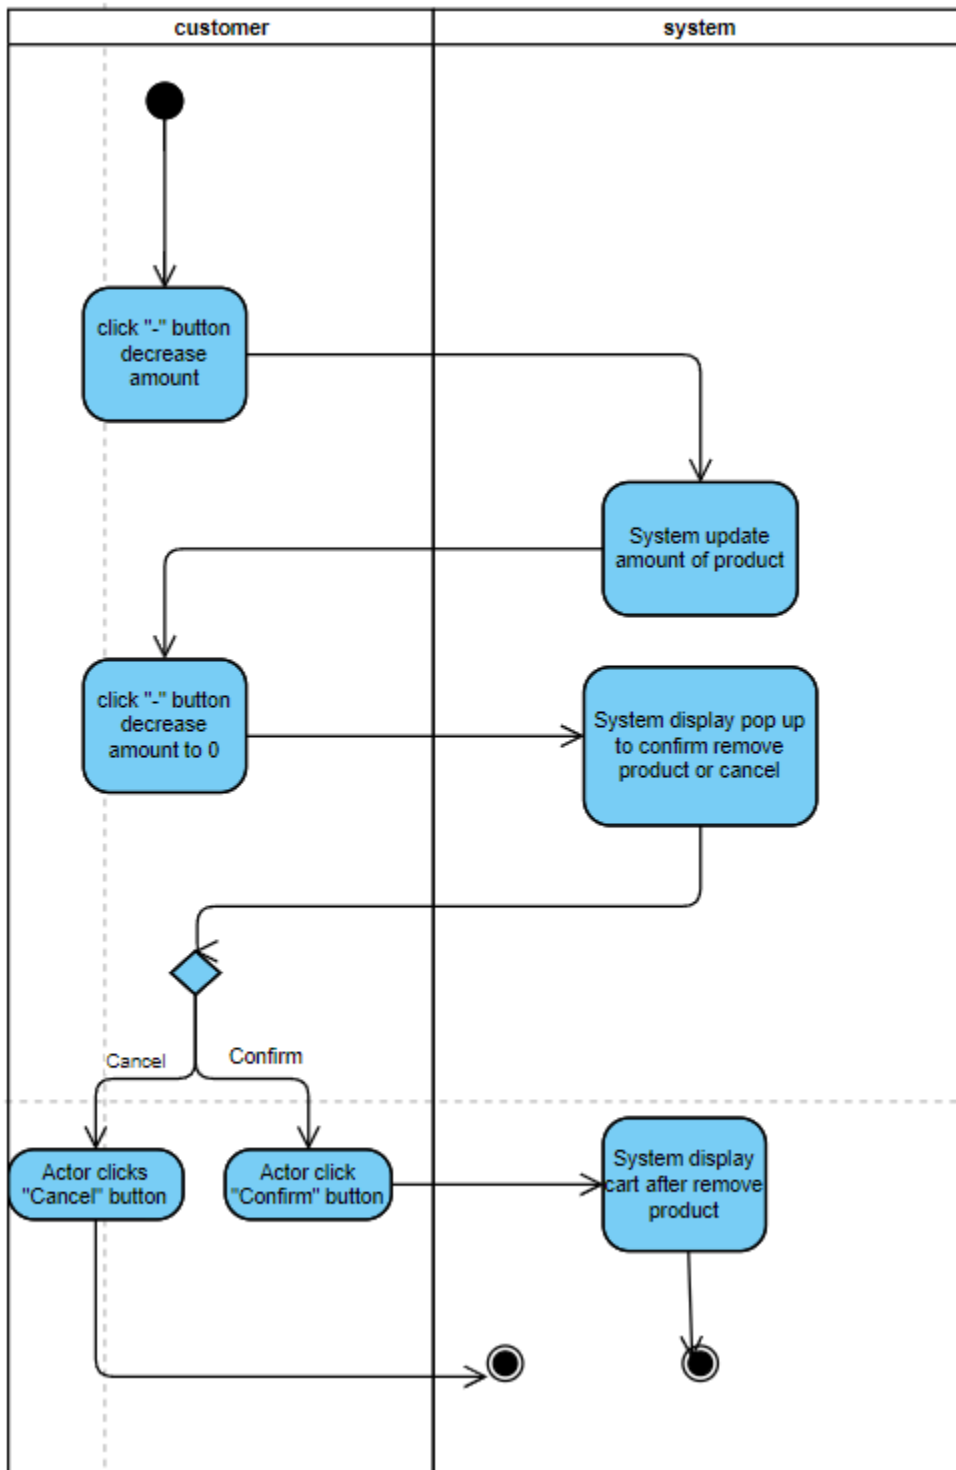 customer
system
click "-" button
decrease
amount
System update
amount of product
click "-" button
decrease
amount to 0
System display pop up
to confirm remove
product or cancel
Cancel
Confirm
Actor clicks
"Cancel" button
Actor click
"Confirm" button
System display
cart after remove
product